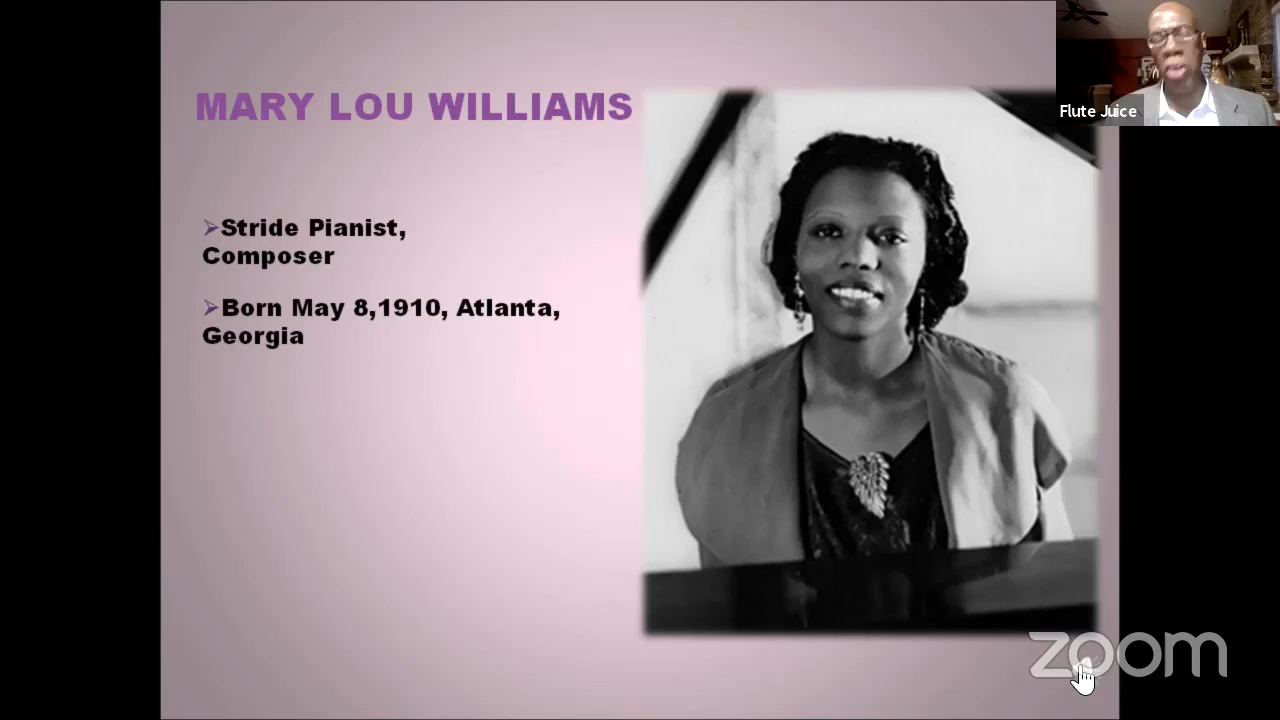 MARY LOU WILLIAMS
Flute Juice
➢Stride Pianist,
Composer
➢Born May 8,1910, Atlanta,
Georgia
zoom